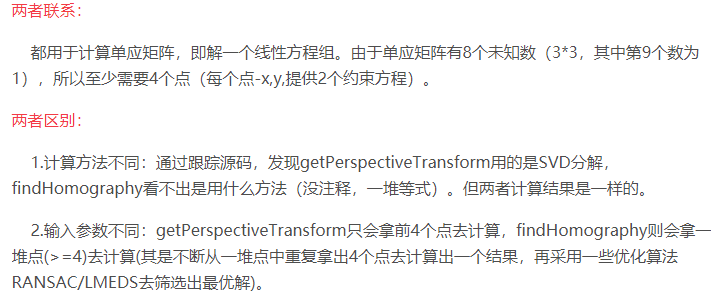 两者联系：
都用于计算单应矩阵，即解一个线性方程组。由于单应矩阵有8个未知数（3*3，其中第9个数为
1），所以至少需要4个点（每个点-x,y,提供2个约束方程）。
两者区别：
1.计算方法不同：通过跟踪源码，发现getPerspectiveTransform用的是SVD分解，
findHomography看不出是用什么方法（没注释，一堆等式）。但两者计算结果是一样的。
2.输入参数不同：getPerspectiveTransform只会拿前4个点去计算，findHomography则会拿一
堆点(>=4)去计算(其是不断从一堆点中重复拿出4个点去计算出一个结果，再采用一些优化算法
RANSAC/LMEDS去筛选出最优解)。